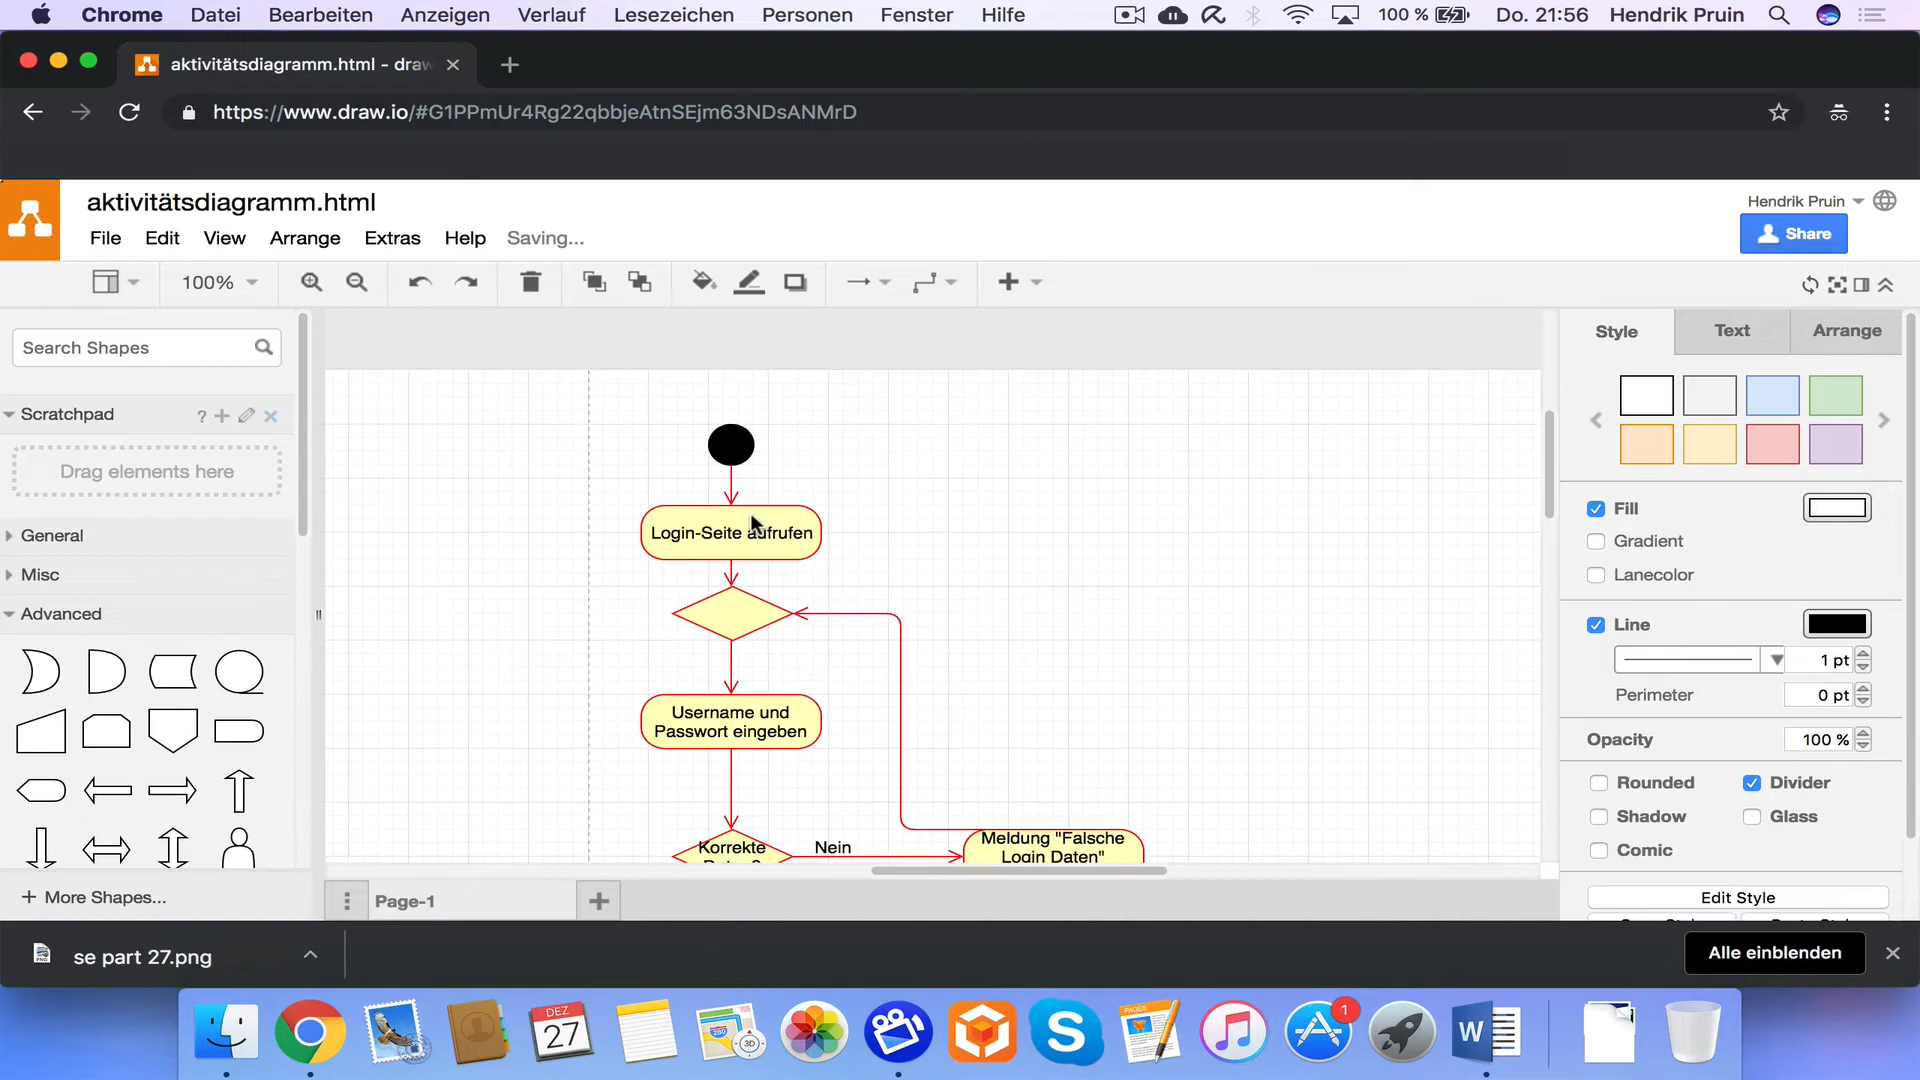 Chrome Datei Bearbeiten Anzeigen Verlauf Lesezeichen Personen Fenster Hilfe 100 % Do. 21:56 Hendrik Pruin
aktivitätsdiagramm.html - draw
https://www.draw.io/#G1PPmUr4Rg22qbbjeAtnSEjm63NDsANMrD
aktivitätsdiagramm.html
Hendrik Pruin
File Edit View Arrange Extras Help Saving...
Share
100%
Search Shapes
Style Text Arrange
Scratchpad ?
Drag elements here
General
Misc
Advanced
More Shapes...
Login-Seite aufrufen
Username und
Passwort eingeben
Korrekte
Nein
Meldung "Falsche
Login Daten"
Fill
Gradient
Lanecolor
Line
1 pt
Perimeter 0 pt
Opacity 100 %
Rounded Divider
Shadow Glass
Comic
Edit Style
Page-1
se part 27.png
Alle einblenden
DEZ
27
280
3D
S
PAGES
1
W